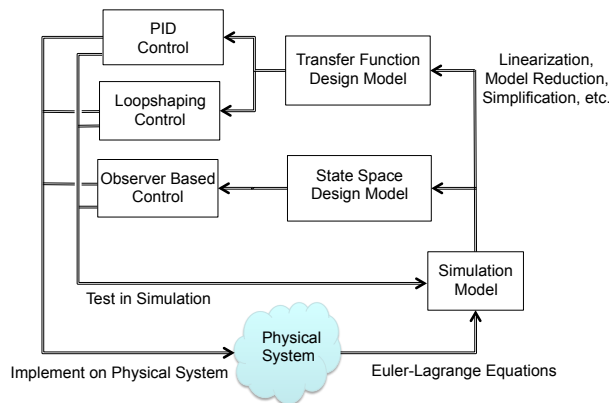 PID
Control
Transfer Function
Design Model
Linearization,
Model Reduction,
Simplification, etc.
Loopshaping
Control
Observer Based
Control
State Space
Design Model
Simulation
Model
Test in Simulation
Physical
System
Implement on Physical System
Euler-Lagrange Equations